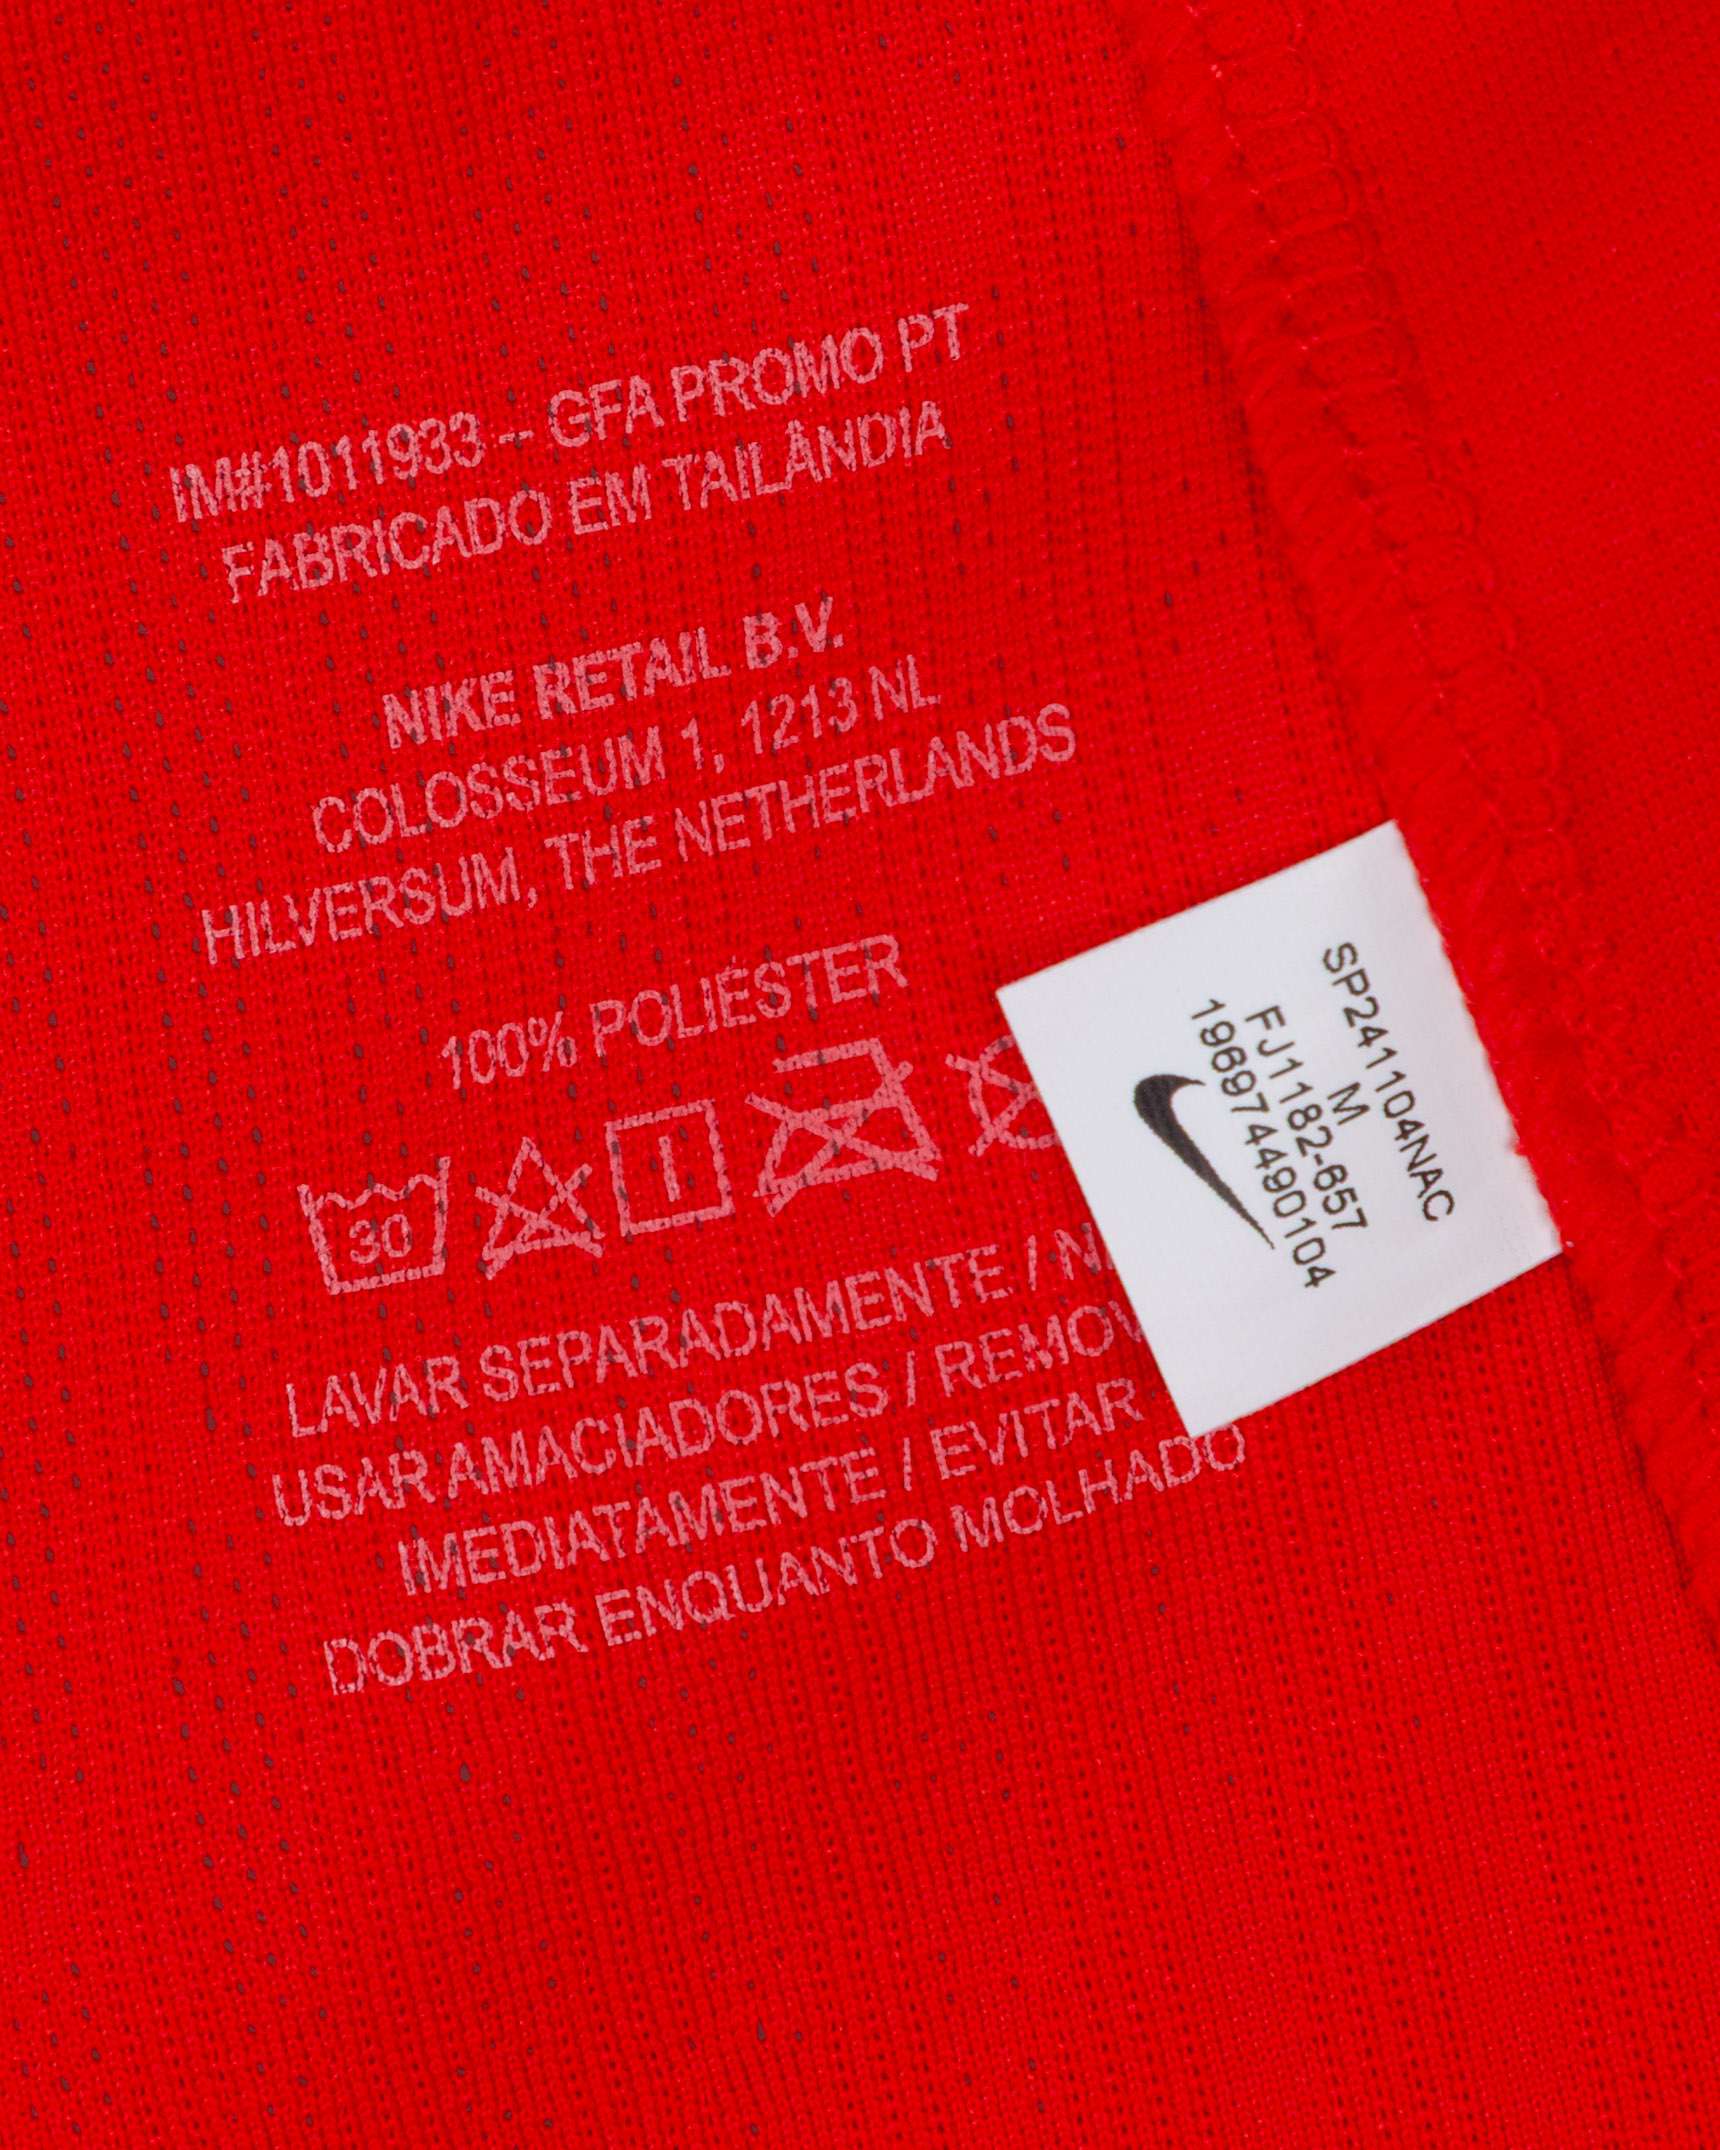 IM#1011933 – GFA PROMO PT
FABRICADO EM TAILÂNDIA
NIKE RETAIL B.V.
COLOSSEUM 1, 1213 NL
HILVERSUM, THE NETHERLANDS
100% POLIÉSTER
30
LAVAR SEPARADAMENTE /
USAR AMACIADORES /
IMEDIATAMENTE / EVITAR
DOBRAR ENQUANTO MOLHADO
SP241104NAC
M
FJ1182-657
196974490104